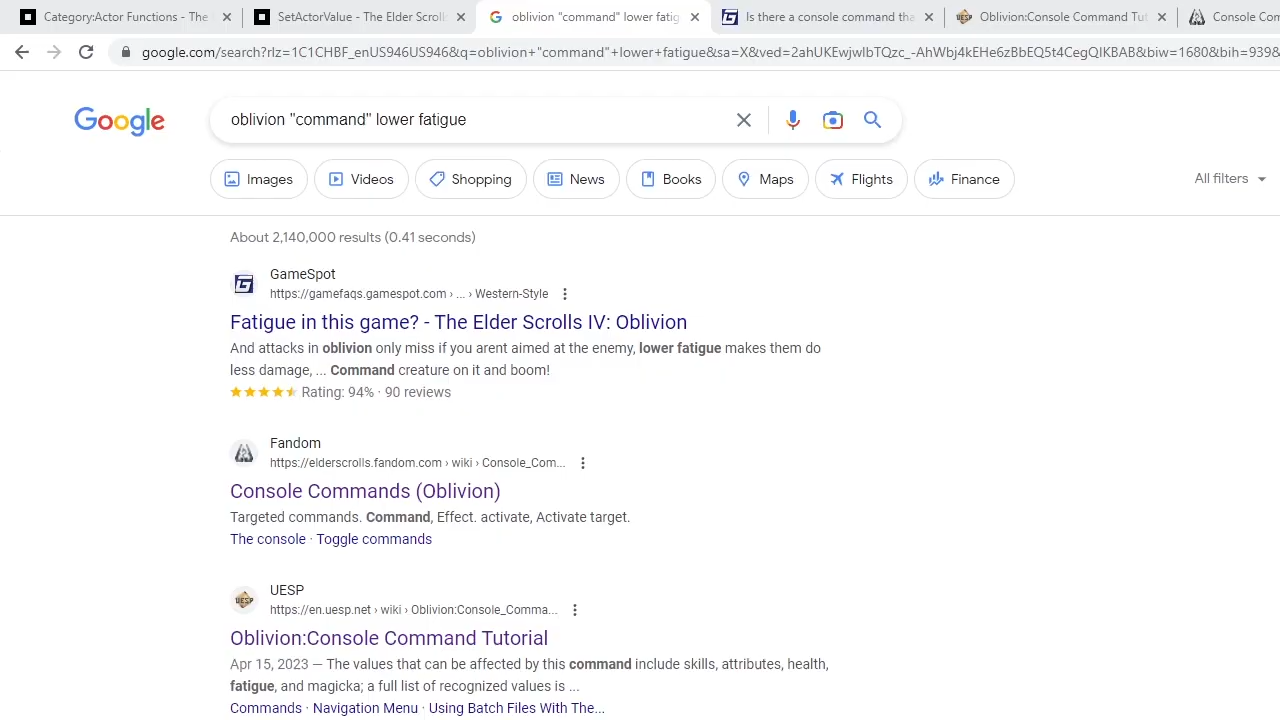 Category:Actor Functions - The
SetActorValue - The Elder Scroll
oblivion "command" lower fatig
Is there a console command tha
Oblivion:Console Command Tut
Console Com
google.com/search?rlz=1C1CHBF_enUS946US946&q=oblivion+"command"+lower+fatigue&sa=X&ved=2ahUKEwjwlbTQzc_-AhWbj4kEHe6zBbEQ5t4CegQIKBAB&biw=1680&bih=939&
Google
oblivion "command" lower fatigue
Images
Videos
Shopping
News
Books
Maps
Flights
Finance
All filters
About 2,140,000 results (0.41 seconds)
GameSpot
https://gamefaqs.gamespot.com › ... › Western-Style
Fatigue in this game? - The Elder Scrolls IV: Oblivion
And attacks in oblivion only miss if you arent aimed at the enemy, lower fatigue makes them do
less damage, ... Command creature on it and boom!
Rating: 94% · 90 reviews
Fandom
https://elderscrolls.fandom.com › wiki › Console_Com...
Console Commands (Oblivion)
Targeted commands. Command, Effect. activate, Activate target.
The console · Toggle commands
UESP
UESP
https://en.uesp.net › wiki › Oblivion:Console_Comma...
Oblivion:Console Command Tutorial
Apr 15, 2023 — The values that can be affected by this command include skills, attributes, health,
fatigue, and magicka; a full list of recognized values is ...
Commands · Navigation Menu · Using Batch Files With The...